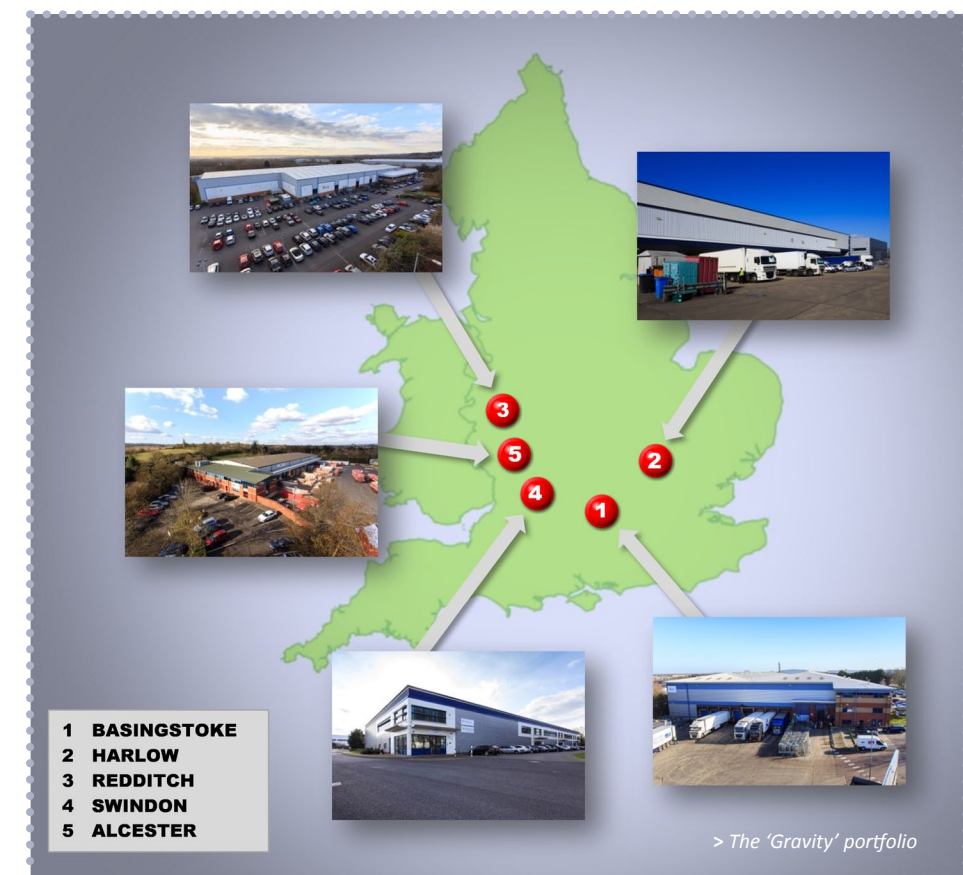 3
2
5
4
1
1 BASINGSTOKE
2 HARLOW
3 REDDITCH
4 SWINDON
5 ALCESTER
> The ‘Gravity’ portfolio